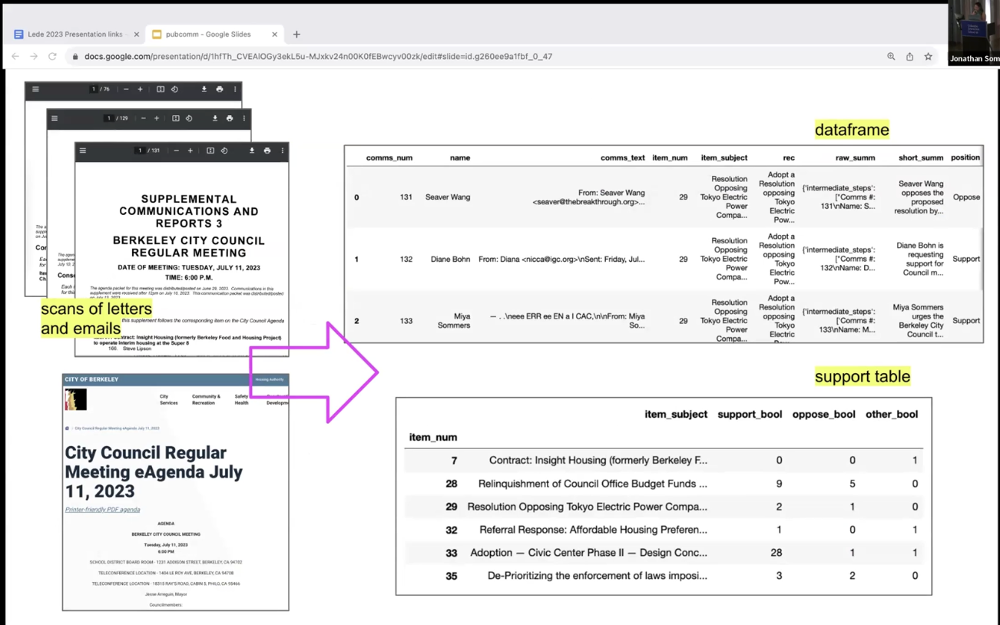 Lede 2023 Presentation links
pubcomm - Google Slides
docs.google.com/presentation/d/1hfTh_CVEAlOGy3ekL5u-MJxkv24n00K0fEBwcyv00zk/edit#slide=id.g260ee9a1fbf_0_47
Jonathan Som
1 / 76
1 / 129
1 / 131
SUPPLEMENTAL
COMMUNICATIONS AND
REPORTS 3
BERKELEY CITY COUNCIL
REGULAR MEETING
DATE OF MEETING: TUESDAY, JULY 11, 2023
TIME: 6:00 P.M.
The agenda packet for this meeting was distributed/posted on June 29, 2023. Communications in this
supplement were received after 12pm on July 10, 2023. This communication packet was distributed/posted
this supplement follows the corresponding item on the City Council Agenda
Contract: Insight Housing (formerly Berkeley Food and Housing Project)
to operate interim housing at the Super 8
166. Steve Lipson
scans of letters
and emails
CITY OF BERKELEY
Housing Authority
City
Services
Community &
Recreation
Safety
Health
Developme
City Council Regular Meeting eAgenda July 11, 2023
City Council Regular
Meeting eAgenda July
11, 2023
Printer-friendly PDF agenda
AGENDA
BERKELEY CITY COUNCIL MEETING
Tuesday, July 11, 2023
6:00 PM
SCHOOL DISTRICT BOARD ROOM - 1231 ADDISON STREET, BERKELEY, CA 94702
TELECONFERENCE LOCATION - 1404 LE ROY AVE, BERKELEY, CA 94708
TELECONFERENCE LOCATION - 18315 RAY'S ROAD, CABIN 5, PHILO, CA 95466
Jesse Arreguin, Mayor
Councilmembers:
dataframe
comms_num name comms_text item_num item_subject rec raw_summ short_summ position
0 131 Seaver Wang
From: Seaver Wang
<seaver@thebreakthrough.org>...
29
Resolution
Opposing
Tokyo Electric
Power
Compa...
Adopt a
Resolution
opposing
Tokyo
Electric
Pow...
{'intermediate_steps':
["Comms #:
131\nName: S...
Seaver Wang
opposes the
proposed
resolution by...
Oppose
1 132 Diane Bohn From: Diana <nicca@igc.org>\nSent: Friday, Jul... 29
Resolution
Opposing
Tokyo Electric
Power
Compa...
Adopt a
Resolution
opposing
Tokyo
Electric
Pow...
{'intermediate_steps':
["Comms #:
132\nName: D...
Diane Bohn is
requesting
support for
Council m...
Support
2 133
Miya
Sommers
— . .\neee ERR ee EN a I CAC,\n\nFrom: Miya
So...
29
Resolution
Opposing
Tokyo Electric
Power
Compa...
Adopt a
Resolution
opposing
Tokyo
Electric
{'intermediate_steps':
["Comms #:
133\nName: M...
Miya Sommers
urges the
Berkeley City
Council t...
Support
support table
item_subject support_bool oppose_bool other_bool
item_num
7 Contract: Insight Housing (formerly Berkeley F... 0 0 1
28 Relinquishment of Council Office Budget Funds ... 9 5 0
29 Resolution Opposing Tokyo Electric Power Compa... 2 1 0
32 Referral Response: Affordable Housing Preferen... 1 0 1
33 Adoption — Civic Center Phase II — Design Conc... 28 1 1
35 De-Prioritizing the enforcement of laws imposi... 3 2 0